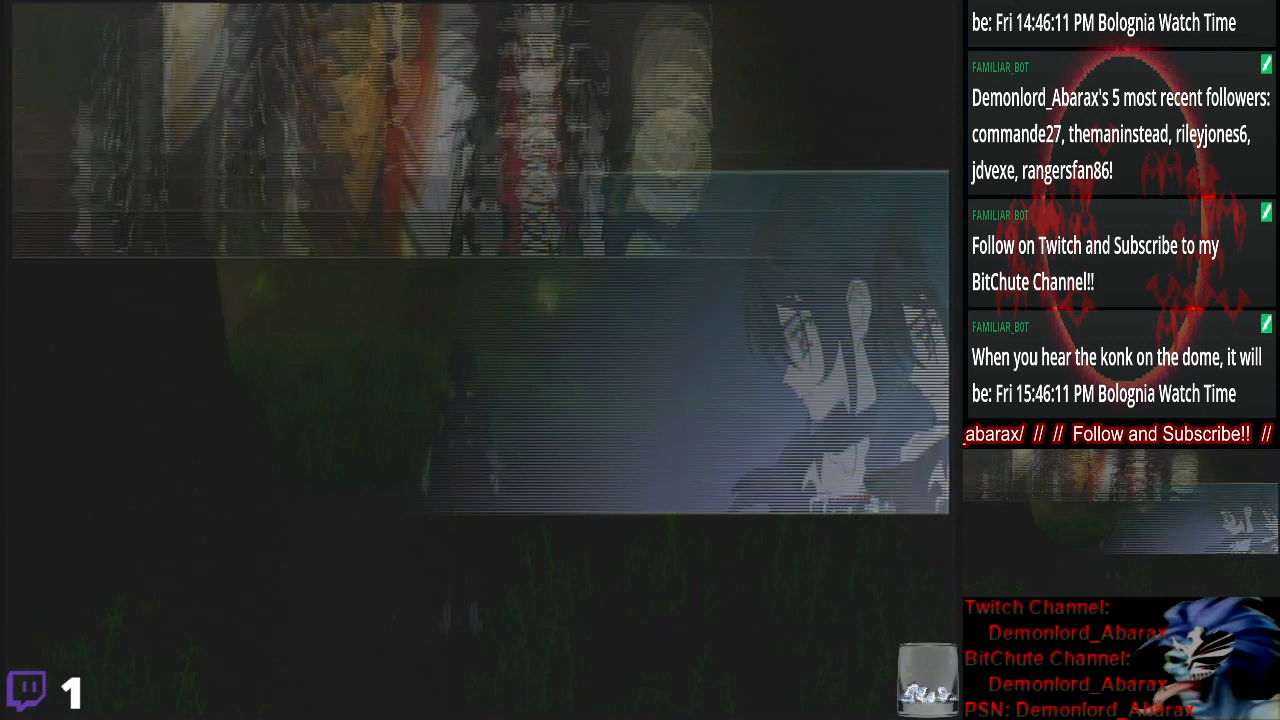 be: Fri 14:46:11 PM Bolognia Watch Time
FAMILIAR_BOT
Demonlord_Abarax's 5 most recent followers:
commande27, themaninstead, rileyjones6,
jdvexe, rangersfan86!
FAMILIAR_BOT
Follow on Twitch and Subscribe to my
BitChute Channel!!
FAMILIAR_BOT
When you hear the konk on the dome, it will
be: Fri 15:46:11 PM Bolognia Watch Time
_abarax/ // // Follow and Subscribe!! //
Twitch Channel:
Demonlord_Abarax
BitChute Channel:
Demonlord_Abarax
PSN: Demonlord_Abarax
1